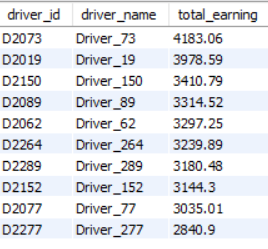 driver_id driver_name total_earning
D2073 Driver_73 4183.06
D2019 Driver_19 3978.59
D2150 Driver_150 3410.79
D2089 Driver_89 3314.52
D2062 Driver_62 3297.25
D2264 Driver_264 3239.89
D2289 Driver_289 3180.48
D2152 Driver_152 3144.3
D2077 Driver_77 3035.01
D2277 Driver_277 2840.9